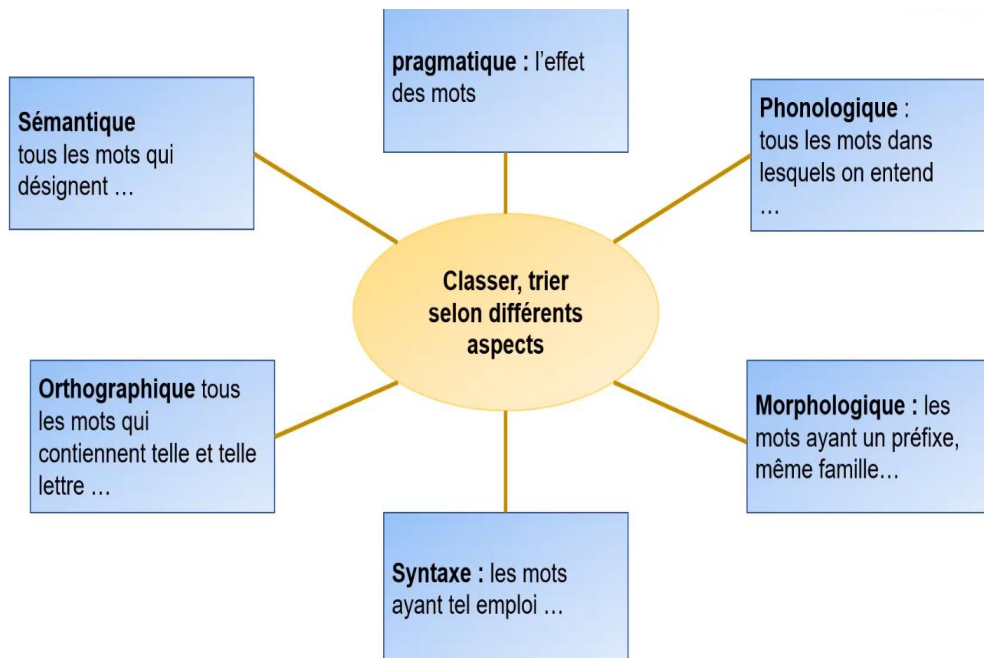 pragmatique : l’effet
des mots
Sémantique
tous les mots qui
désignent …
Phonologique :
tous les mots dans
lesquels on entend
…
Classer, trier
selon différents
aspects
Orthographique tous
les mots qui
contiennent telle et telle
lettre …
Morphologique : les
mots ayant un préfixe,
même famille…
Syntaxe : les mots
ayant tel emploi …